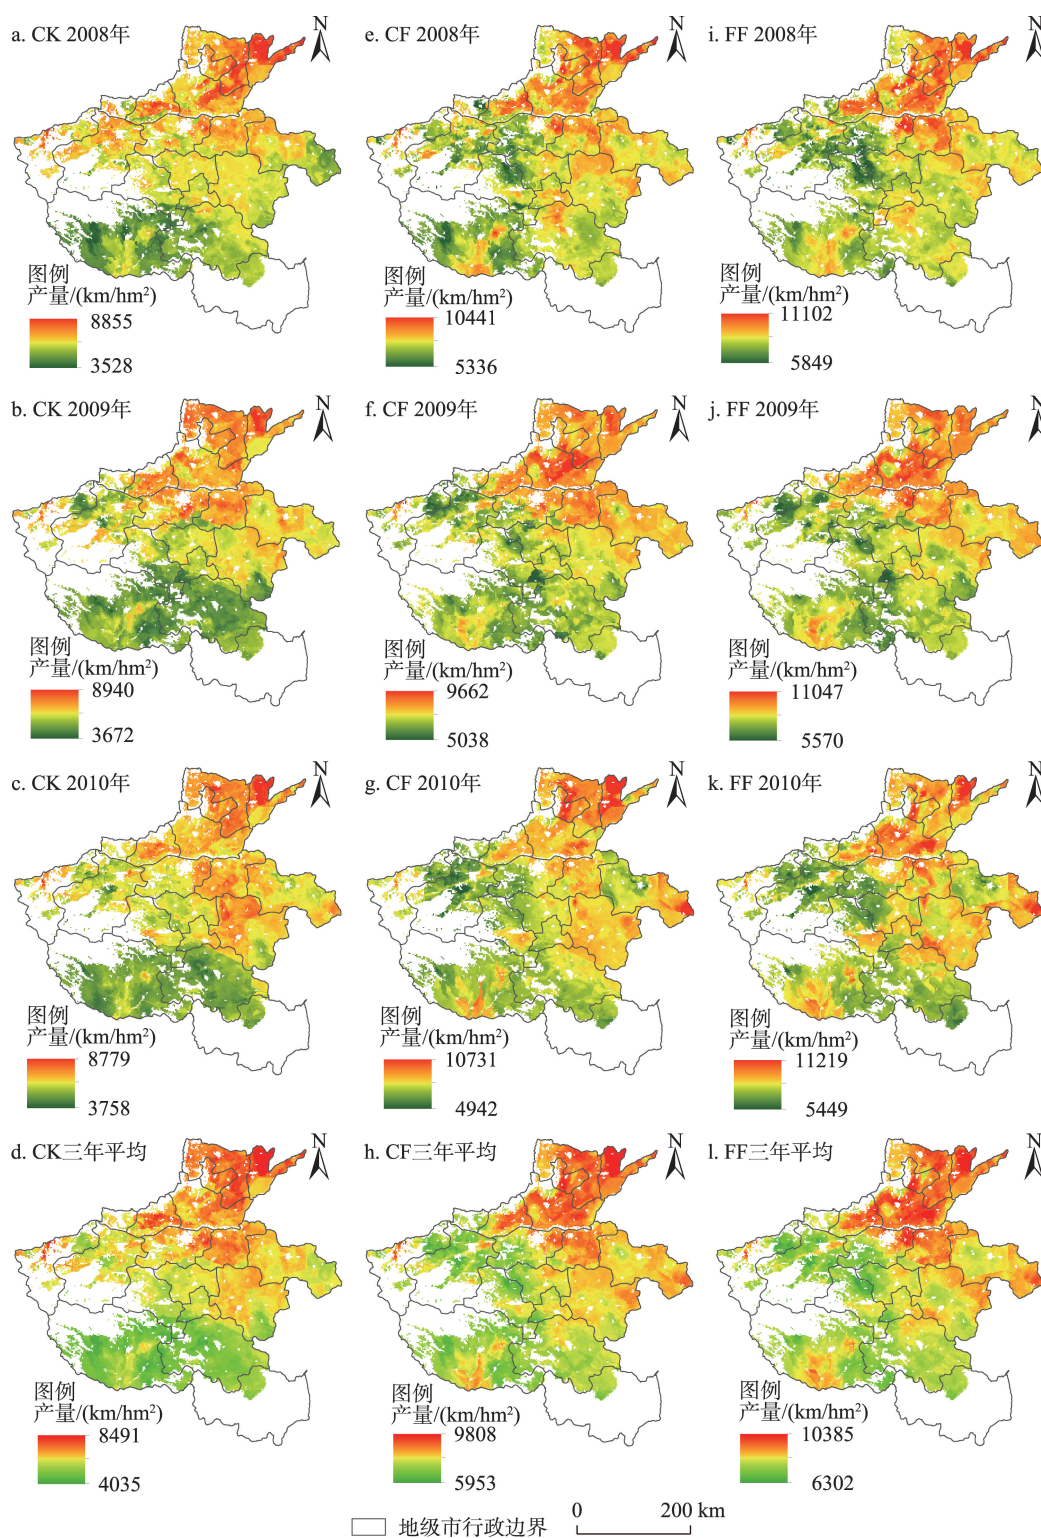 a. CK 2008年
N
图例
产量/(km/hm²)
8855
3528
e. CF 2008年
N
图例
产量/(km/hm²)
10441
5336
i. FF 2008年
N
图例
产量/(km/hm²)
11102
5849
b. CK 2009年
N
图例
产量/(km/hm²)
8940
3672
f. CF 2009年
N
图例
产量/(km/hm²)
9662
5038
j. FF 2009年
N
图例
产量/(km/hm²)
11047
5570
c. CK 2010年
N
图例
产量/(km/hm²)
8779
3758
g. CF 2010年
N
图例
产量/(km/hm²)
10731
4942
k. FF 2010年
N
图例
产量/(km/hm²)
11219
5449
d. CK三年平均
N
图例
产量/(km/hm²)
8491
4035
h. CF三年平均
N
图例
产量/(km/hm²)
9808
5953
l. FF三年平均
N
图例
产量/(km/hm²)
10385
6302
地级市行政边界
0 200 km